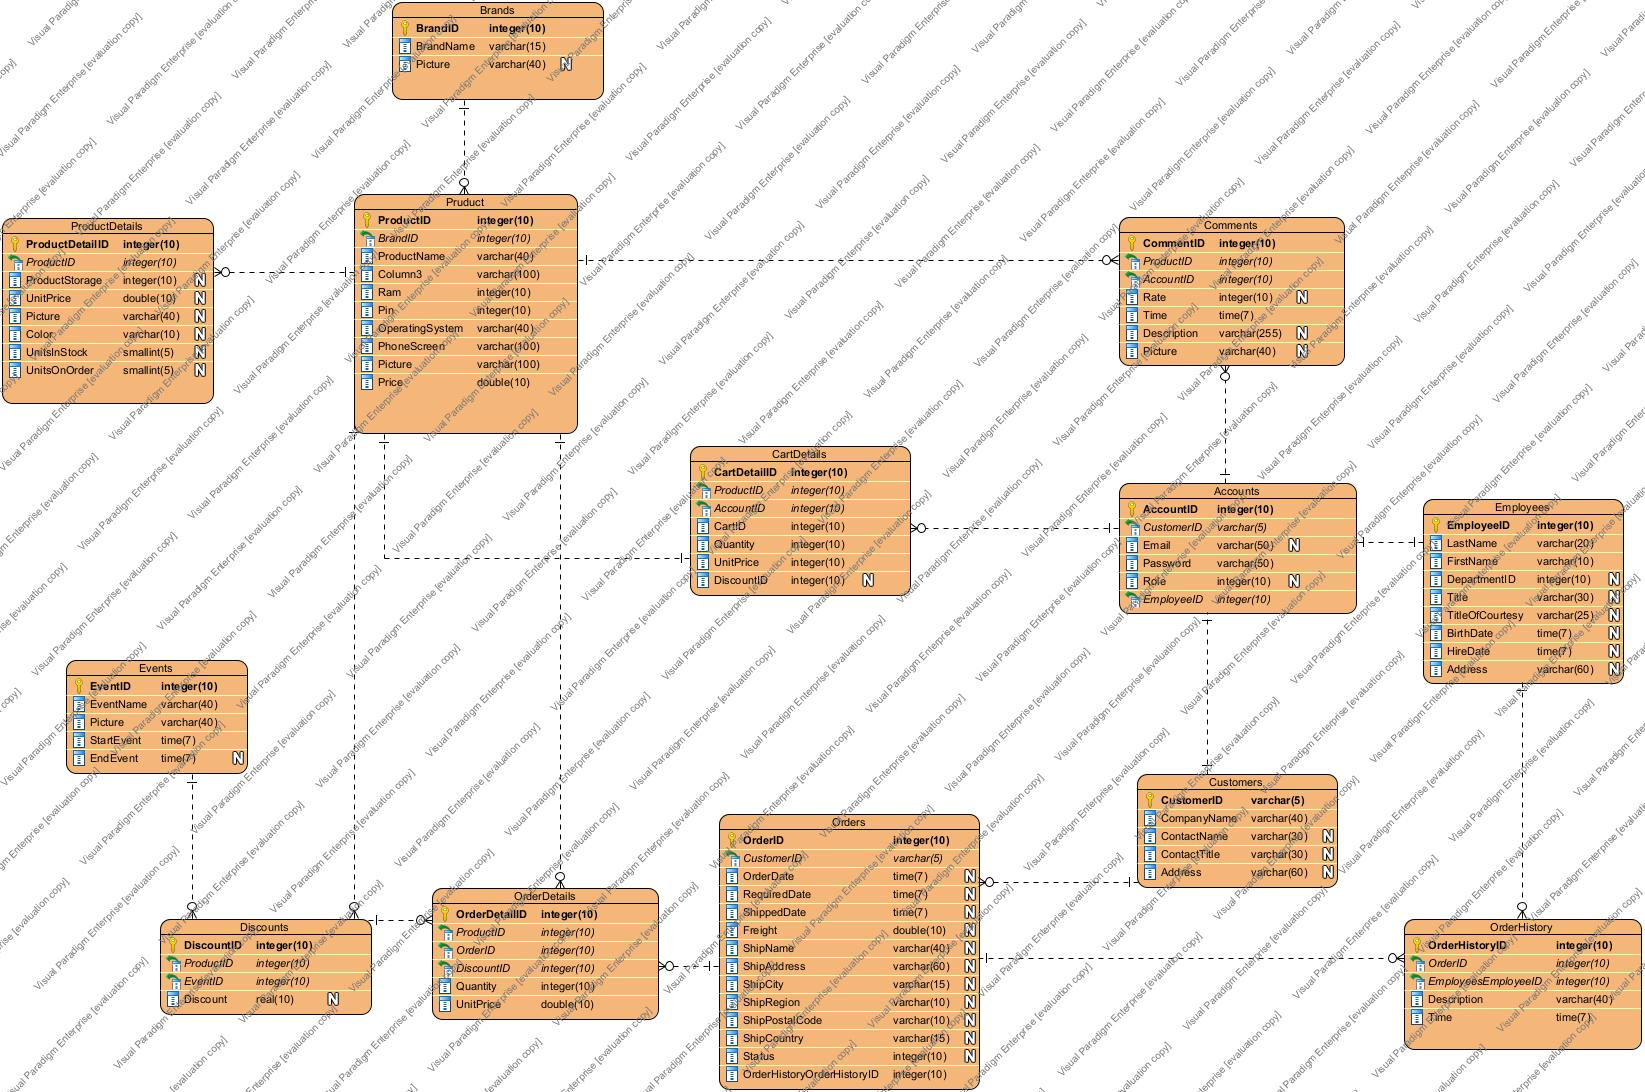 Brands
BrandID integer(10)
BrandName varchar(15)
Picture varchar(40) N
Pruduct
ProductID integer(10)
BrandID integer(10)
ProductName varchar(40)
Column3 varchar(100)
Ram integer(10)
Pin integer(10)
OperatingSystem varchar(40)
PhoneScreen varchar(100)
Picture varchar(100)
Price double(10)
ProductDetails
ProductDetailID integer(10)
ProductID integer(10)
ProductStorage integer(10) N
UnitPrice double(10) N
Picture varchar(40) N
Color varchar(10) N
UnitsInStock smallint(5) N
UnitsOnOrder smallint(5) N
Comments
CommentID integer(10)
ProductID integer(10)
AccountID integer(10)
Rate integer(10) N
Time time(7)
Description varchar(255) N
Picture varchar(40) N
CartDetails
CartDetailID integer(10)
ProductID integer(10)
AccountID integer(10)
CartID integer(10)
Quantity integer(10)
UnitPrice integer(10)
DiscountID integer(10) N
Accounts
AccountID integer(10)
CustomerID varchar(5)
Email varchar(50) N
Password varchar(50)
Role integer(10) N
EmployeeID integer(10)
Employees
EmployeeID integer(10)
LastName varchar(20)
FirstName varchar(10)
DepartmentID integer(10) N
Title varchar(30) N
TitleOfCourtesy varchar(25) N
BirthDate time(7) N
HireDate time(7) N
Address varchar(60) N
Events
EventID integer(10)
EventName varchar(40)
Picture varchar(40)
StartEvent time(7)
EndEvent time(7) N
Customers
CustomerID varchar(5)
CompanyName varchar(40)
ContactName varchar(30) N
ContactTitle varchar(30) N
Address varchar(60) N
Orders
OrderID integer(10)
CustomerID varchar(5)
OrderDate time(7) N
RequiredDate time(7) N
ShippedDate time(7) N
Freight double(10) N
ShipName varchar(40) N
ShipAddress varchar(60) N
ShipCity varchar(15) N
ShipRegion varchar(10) N
ShipPostalCode varchar(10) N
ShipCountry varchar(15) N
Status integer(10) N
OrderHistoryOrderHistoryID integer(10)
OrderDetails
OrderDetailID integer(10)
ProductID integer(10)
OrderID integer(10)
DiscountID integer(10)
Quantity integer(10)
UnitPrice double(10)
Discounts
DiscountID integer(10)
ProductID integer(10)
EventID integer(10)
Discount real(10) N
OrderHistory
OrderHistoryID integer(10)
OrderID integer(10)
EmployeesEmployeeID integer(10)
Description varchar(40)
Time time(7)
Visual Paradigm Enterprise [evaluation copy]